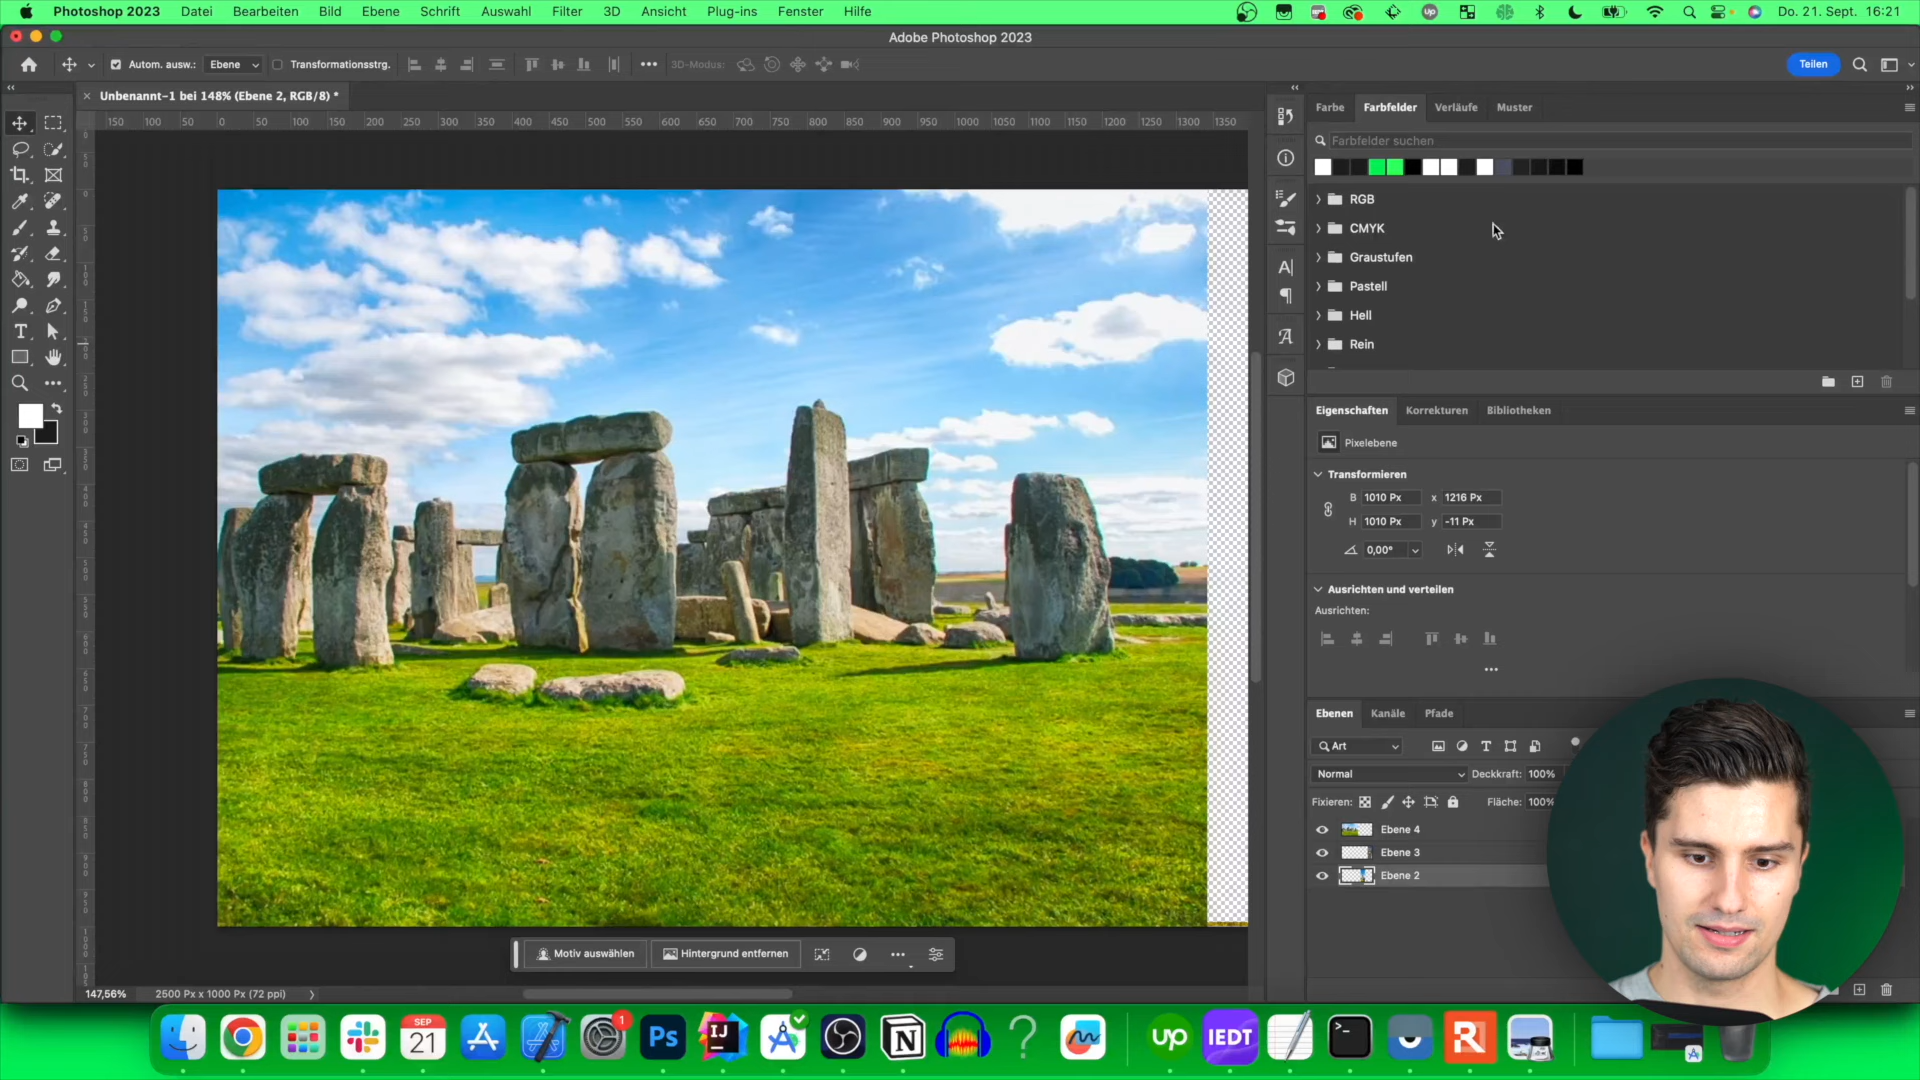 Photoshop 2023 Datei Bearbeiten Bild Ebene Schrift Auswahl Filter 3D Ansicht Plug-ins Fenster Hilfe Do. 21. Sept. 16:21
Adobe Photoshop 2023
Autom. ausw.: Ebene Transformationsstrg. 3D-Modus: Teilen
Unbenannt-1 bei 148% (Ebene 2, RGB/8) *
150 100 50 0 50 100 150 200 250 300 350 400 450 500 550 600 650 700 750 800 850 900 950 1000 1050 1100 1150 1200 1250 1300 1350
Farbe Farbfelder Verläufe Muster
Farbfelder suchen
RGB
CMYK
Graustufen
Pastell
Hell
Rein
Eigenschaften Korrekturen Bibliotheken
Pixelebene
Transformieren
B 1010 Px x 1216 Px
H 1010 Px y -11 Px
0,00°
Ausrichten und verteilen
Ausrichten:
Ebenen Kanäle Pfade
Art
Normal Deckkraft: 100%
Fixieren: Fläche: 100%
Ebene 4
Ebene 3
Ebene 2
Motiv auswählen Hintergrund entfernen
147,56% 2500 Px x 1000 Px (72 ppi)
SEP
21
1
Ps
IJ
up
IEDT